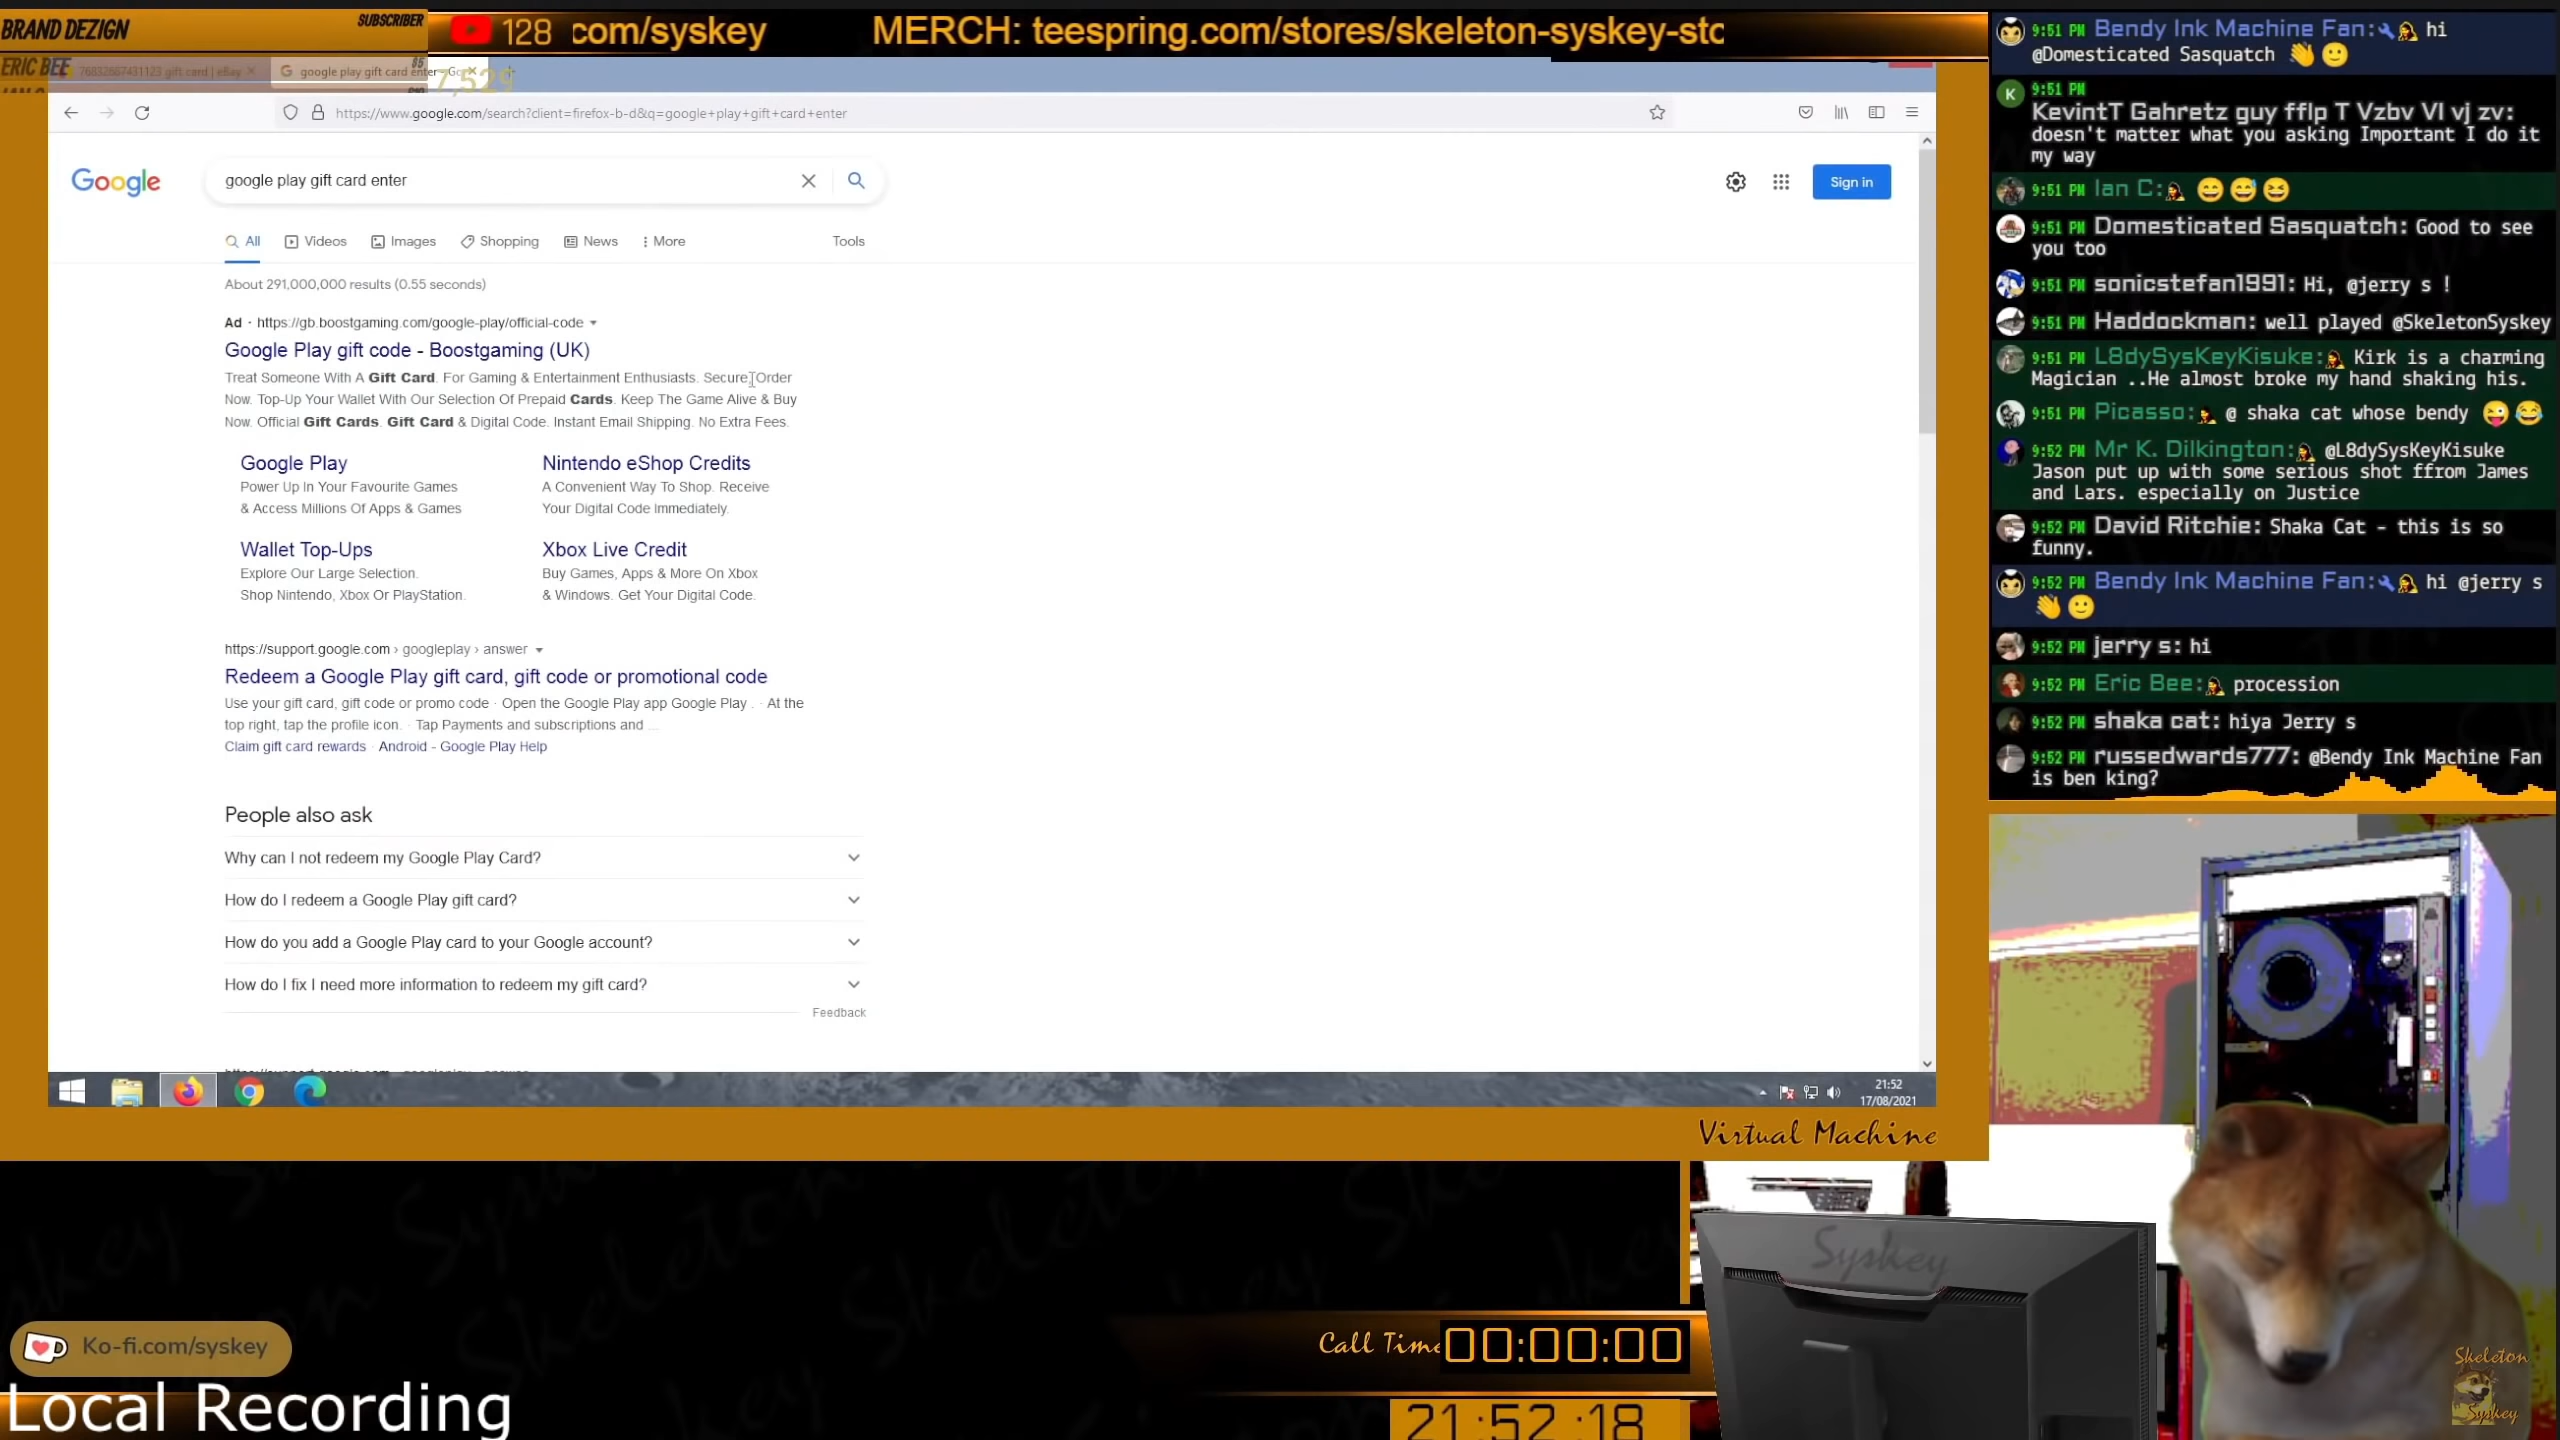 BRAND DEZIGN
SUBSCRIBER
128
com/syskey
MERCH: teespring.com/stores/skeleton-syskey-sto
ERIC BEE
$5
76832687431123 gift card | eBay
google play gift card enter - Go
7,529
https://www.google.com/search?client=firefox-b-d&q=google+play+gift+card+enter
Google
google play gift card enter
Sign in
All
Videos
Images
Shopping
News
More
Tools
About 291,000,000 results (0.55 seconds)
Ad · https://gb.boostgaming.com/google-play/official-code
Google Play gift code - Boostgaming (UK)
Treat Someone With A Gift Card. For Gaming & Entertainment Enthusiasts. Secure Order
Now. Top-Up Your Wallet With Our Selection Of Prepaid Cards. Keep The Game Alive & Buy
Now. Official Gift Cards. Gift Card & Digital Code. Instant Email Shipping. No Extra Fees.
Google Play
Power Up In Your Favourite Games
& Access Millions Of Apps & Games
Nintendo eShop Credits
A Convenient Way To Shop. Receive
Your Digital Code Immediately.
Wallet Top-Ups
Explore Our Large Selection.
Shop Nintendo, Xbox Or PlayStation.
Xbox Live Credit
Buy Games, Apps & More On Xbox
& Windows. Get Your Digital Code.
https://support.google.com › googleplay › answer
Redeem a Google Play gift card, gift code or promotional code
Use your gift card, gift code or promo code · Open the Google Play app Google Play . · At the
top right, tap the profile icon. · Tap Payments and subscriptions and ...
Claim gift card rewards · Android - Google Play Help
People also ask
Why can I not redeem my Google Play Card?
How do I redeem a Google Play gift card?
How do you add a Google Play card to your Google account?
How do I fix I need more information to redeem my gift card?
Feedback
21:52
17/08/2021
Virtual Machine
9:51 PM Bendy Ink Machine Fan: hi
@Domesticated Sasquatch 👋🙂
K
9:51 PM
KevintT Gahretz guy fflp T Vzbv Vl vj zv:
doesn't matter what you asking Important I do it
my way
9:51 PM Ian C: 😄😅😆
9:51 PM Domesticated Sasquatch: Good to see
you too
9:51 PM sonicstefan1991: Hi, @jerry s !
9:51 PM Haddockman: well played @SkeletonSyskey
9:51 PM L8dySysKeyKisuke: Kirk is a charming
Magician ..He almost broke my hand shaking his.
9:51 PM Picasso: @ shaka cat whose bendy 😜😂
9:52 PM Mr K. Dilkington: @L8dySysKeyKisuke
Jason put up with some serious shot ffrom James
and Lars. especially on Justice
9:52 PM David Ritchie: Shaka Cat - this is so
funny.
9:52 PM Bendy Ink Machine Fan: hi @jerry s
👋🙂
9:52 PM jerry s: hi
9:52 PM Eric Bee: procession
9:52 PM shaka cat: hiya Jerry s
9:52 PM russedwards777: @Bendy Ink Machine Fan
is ben king?
Syskey
Ko-fi.com/syskey
Local Recording
Call Time
00:00:00
21:52:18
Skeleton
Syskey